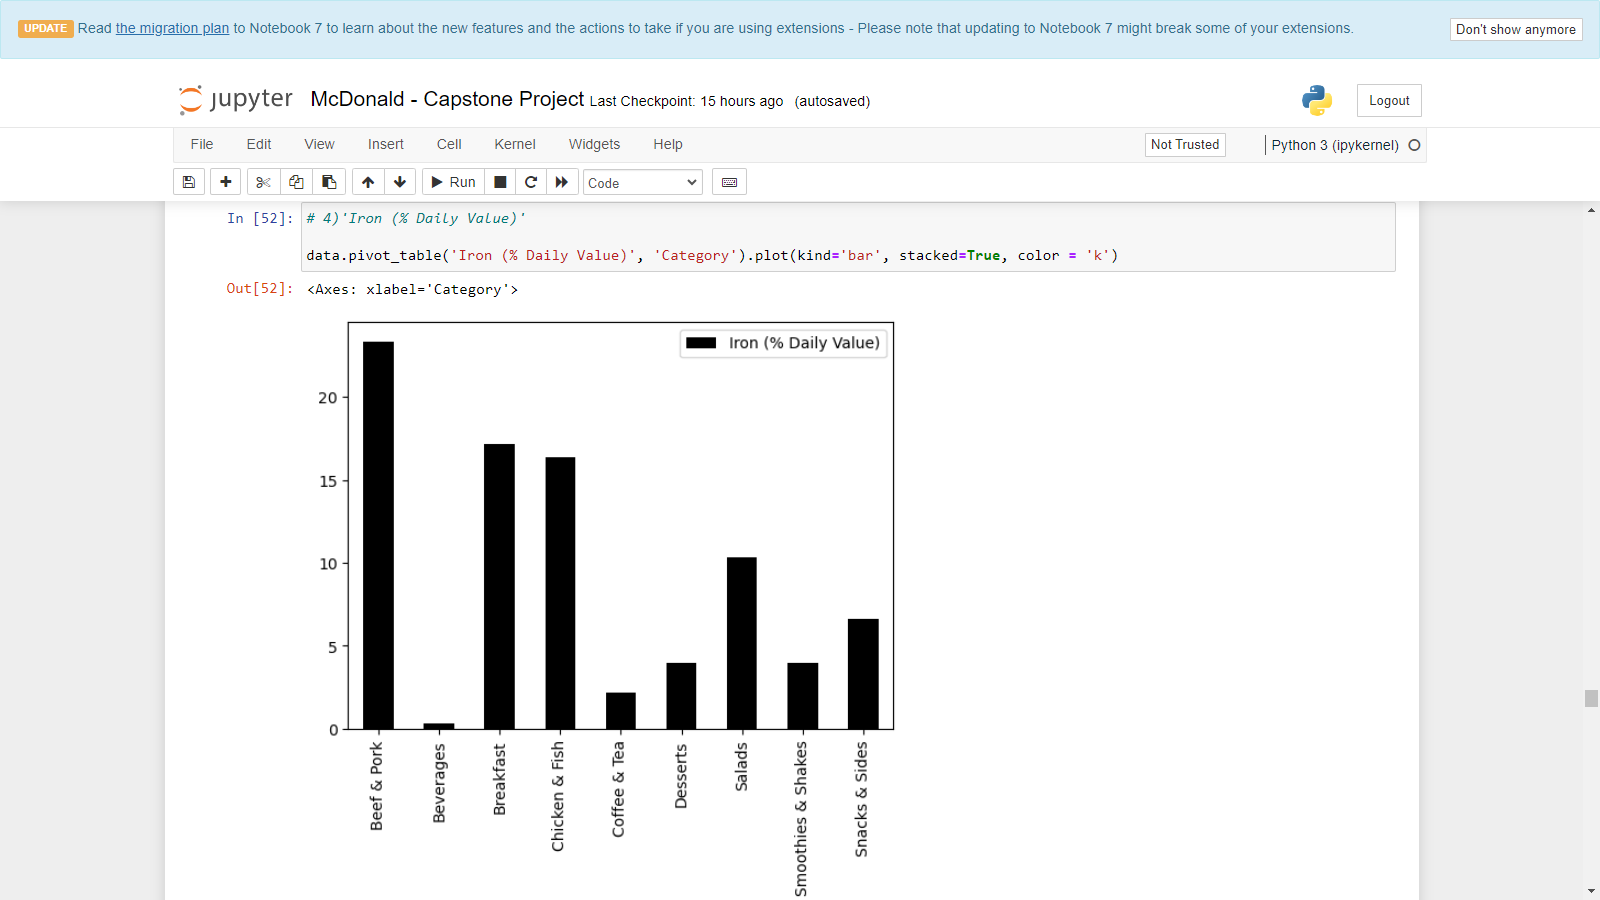 UPDATE Read the migration plan to Notebook 7 to learn about the new features and the actions to take if you are using extensions - Please note that updating to Notebook 7 might break some of your extensions. Don't show anymore
jupyter McDonald - Capstone Project Last Checkpoint: 15 hours ago (autosaved) Logout
File Edit View Insert Cell Kernel Widgets Help Not Trusted Python 3 (ipykernel)
Run Code
In [52]: # 4)'Iron (% Daily Value)'
data.pivot_table('Iron (% Daily Value)', 'Category').plot(kind='bar', stacked=True, color = 'k')
Out[52]: <Axes: xlabel='Category'>
Iron (% Daily Value)
20
15
10
5
0
Beef & Pork
Beverages
Breakfast
Chicken & Fish
Coffee & Tea
Desserts
Salads
Smoothies & Shakes
Snacks & Sides